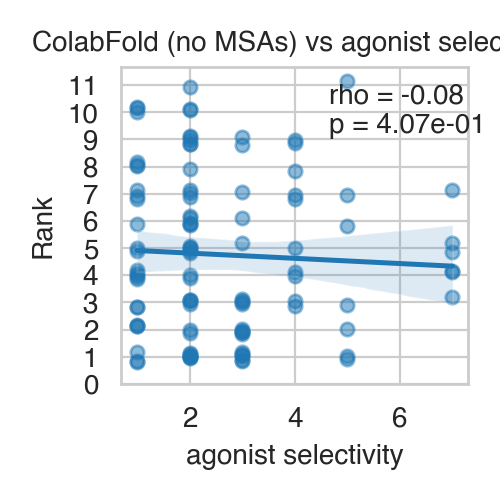 ColabFold (no MSAs) vs agonist selec
rho = -0.08
p = 4.07e-01
11
10
9
8
7
6
5
4
3
2
1
0
Rank
2 4 6
agonist selectivity